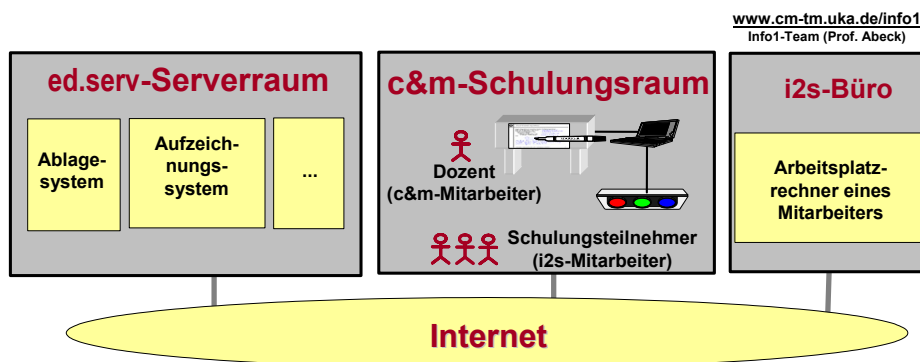 www.cm-tm.uka.de/info1
Info1-Team (Prof. Abeck)
ed.serv-Serverraum
Ablage-
system
Aufzeich-
nungs-
system
...
c&m-Schulungsraum
Dozent
(c&m-Mitarbeiter)
Schulungsteilnehmer
(i2s-Mitarbeiter)
i2s-Büro
Arbeitsplatz-
rechner eines
Mitarbeiters
Internet